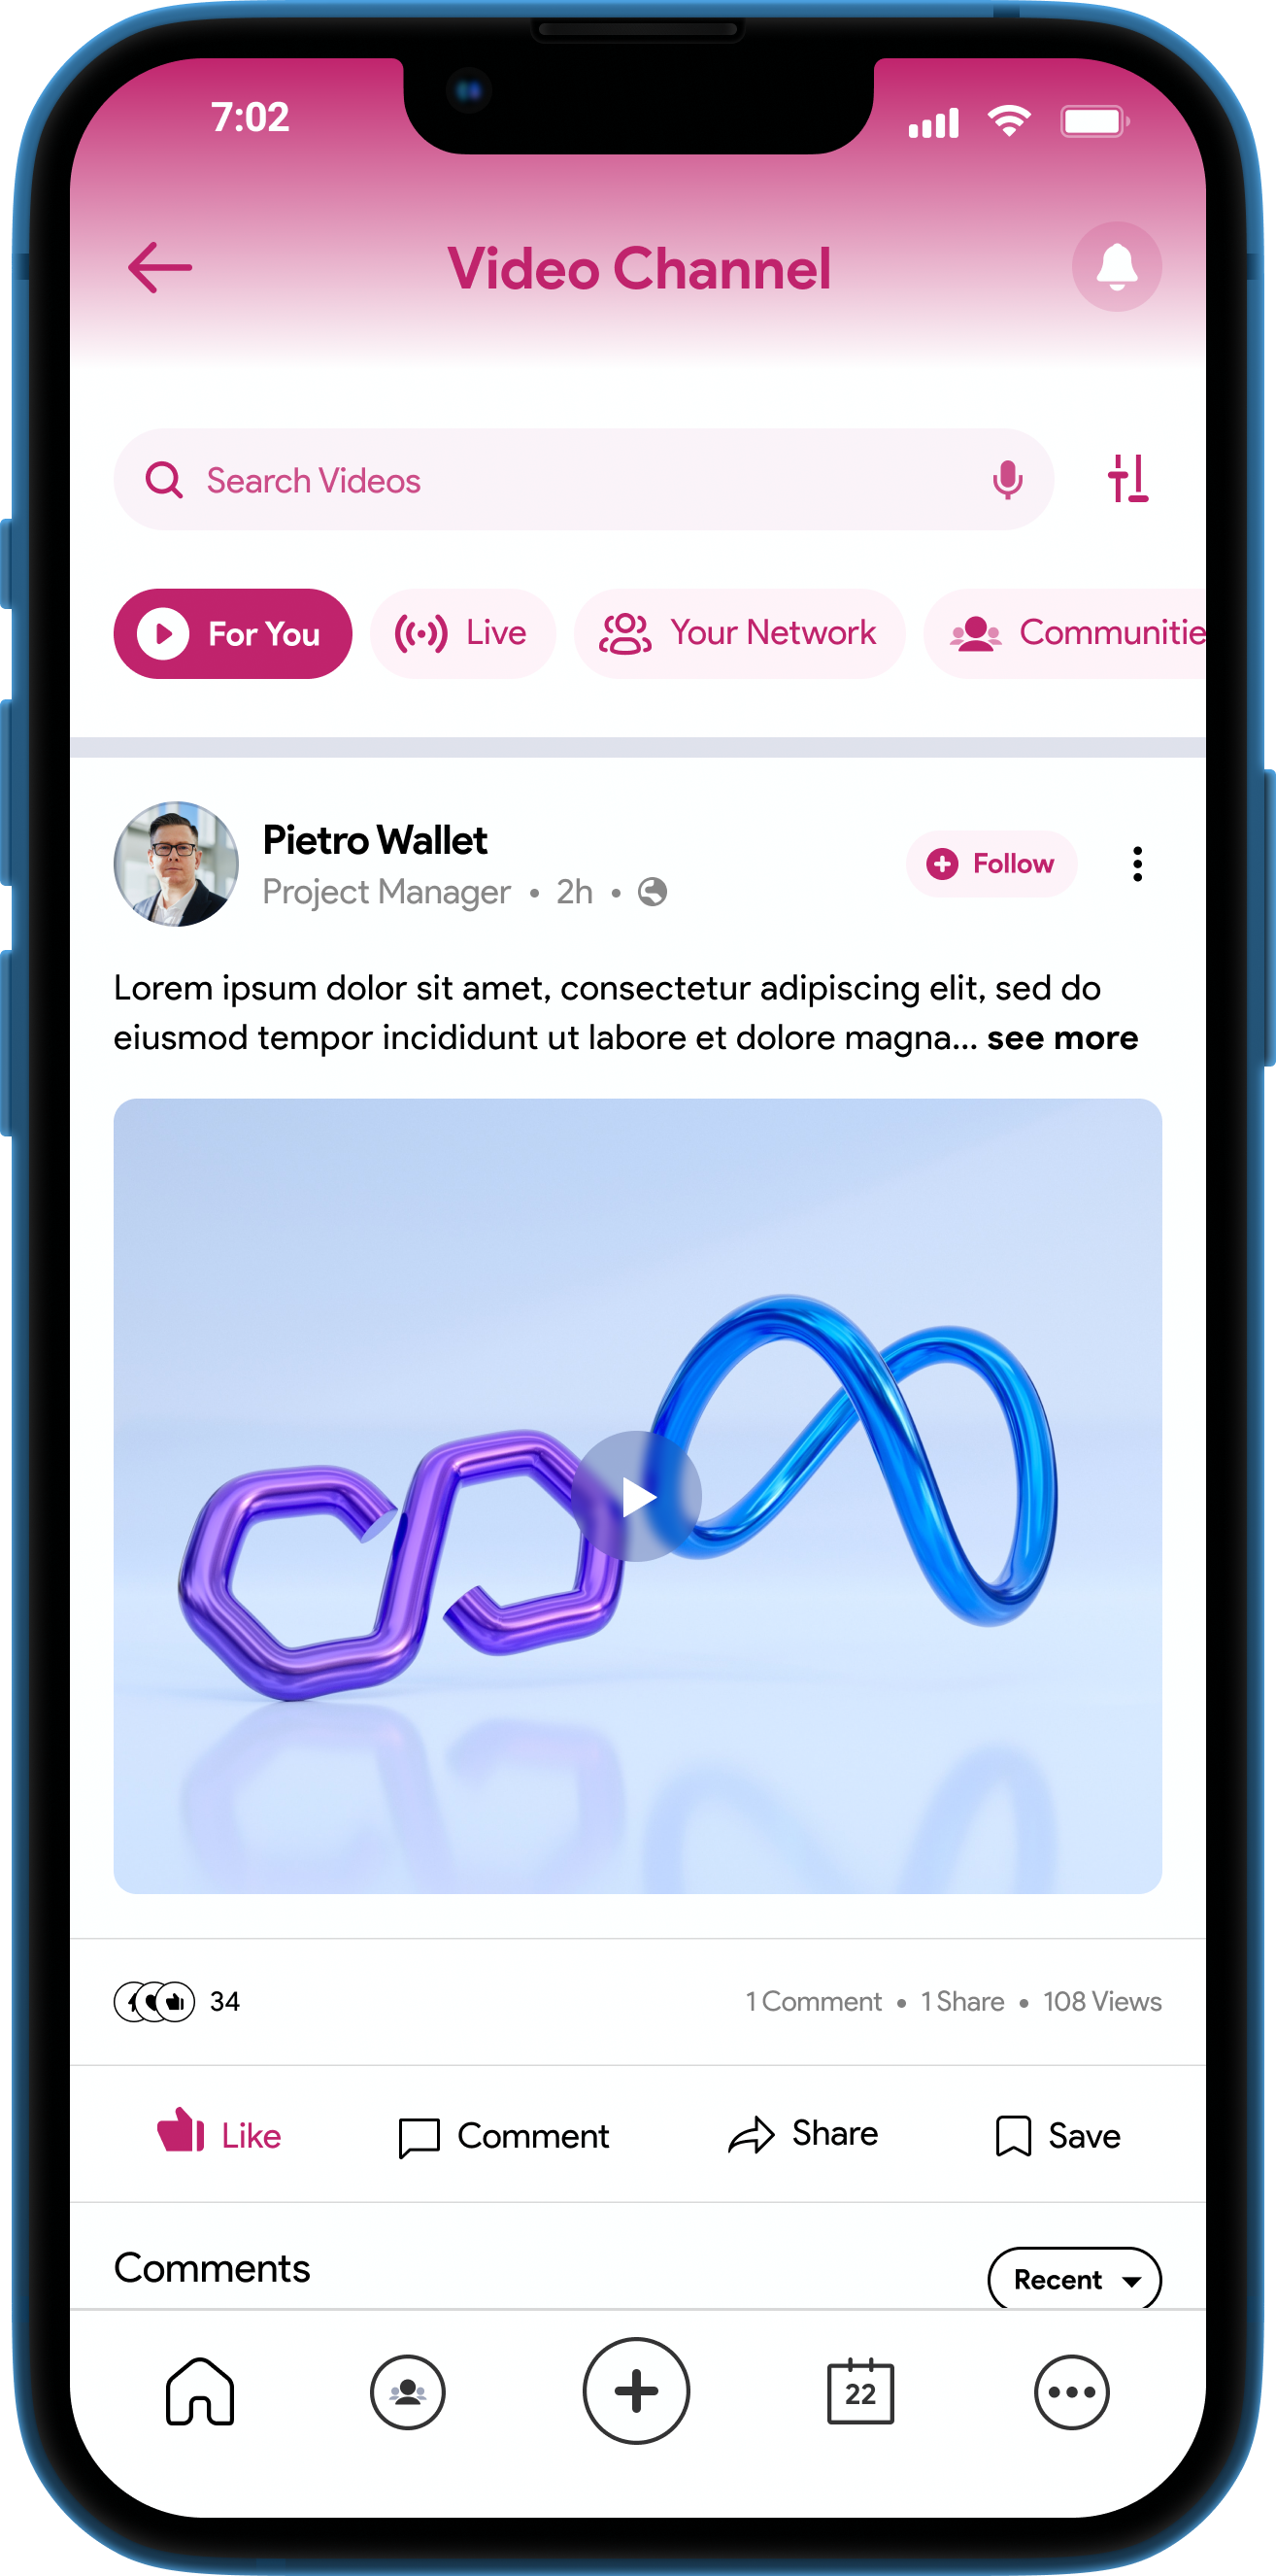 7:02
Video Channel
Search Videos
For You
Live
Your Network
Communitie
Pietro Wallet
Project Manager • 2h •
Follow
Lorem ipsum dolor sit amet, consectetur adipiscing elit, sed do
eiusmod tempor incididunt ut labore et dolore magna... see more
34
1 Comment • 1 Share • 108 Views
Like
Comment
Share
Save
Comments
Recent
22